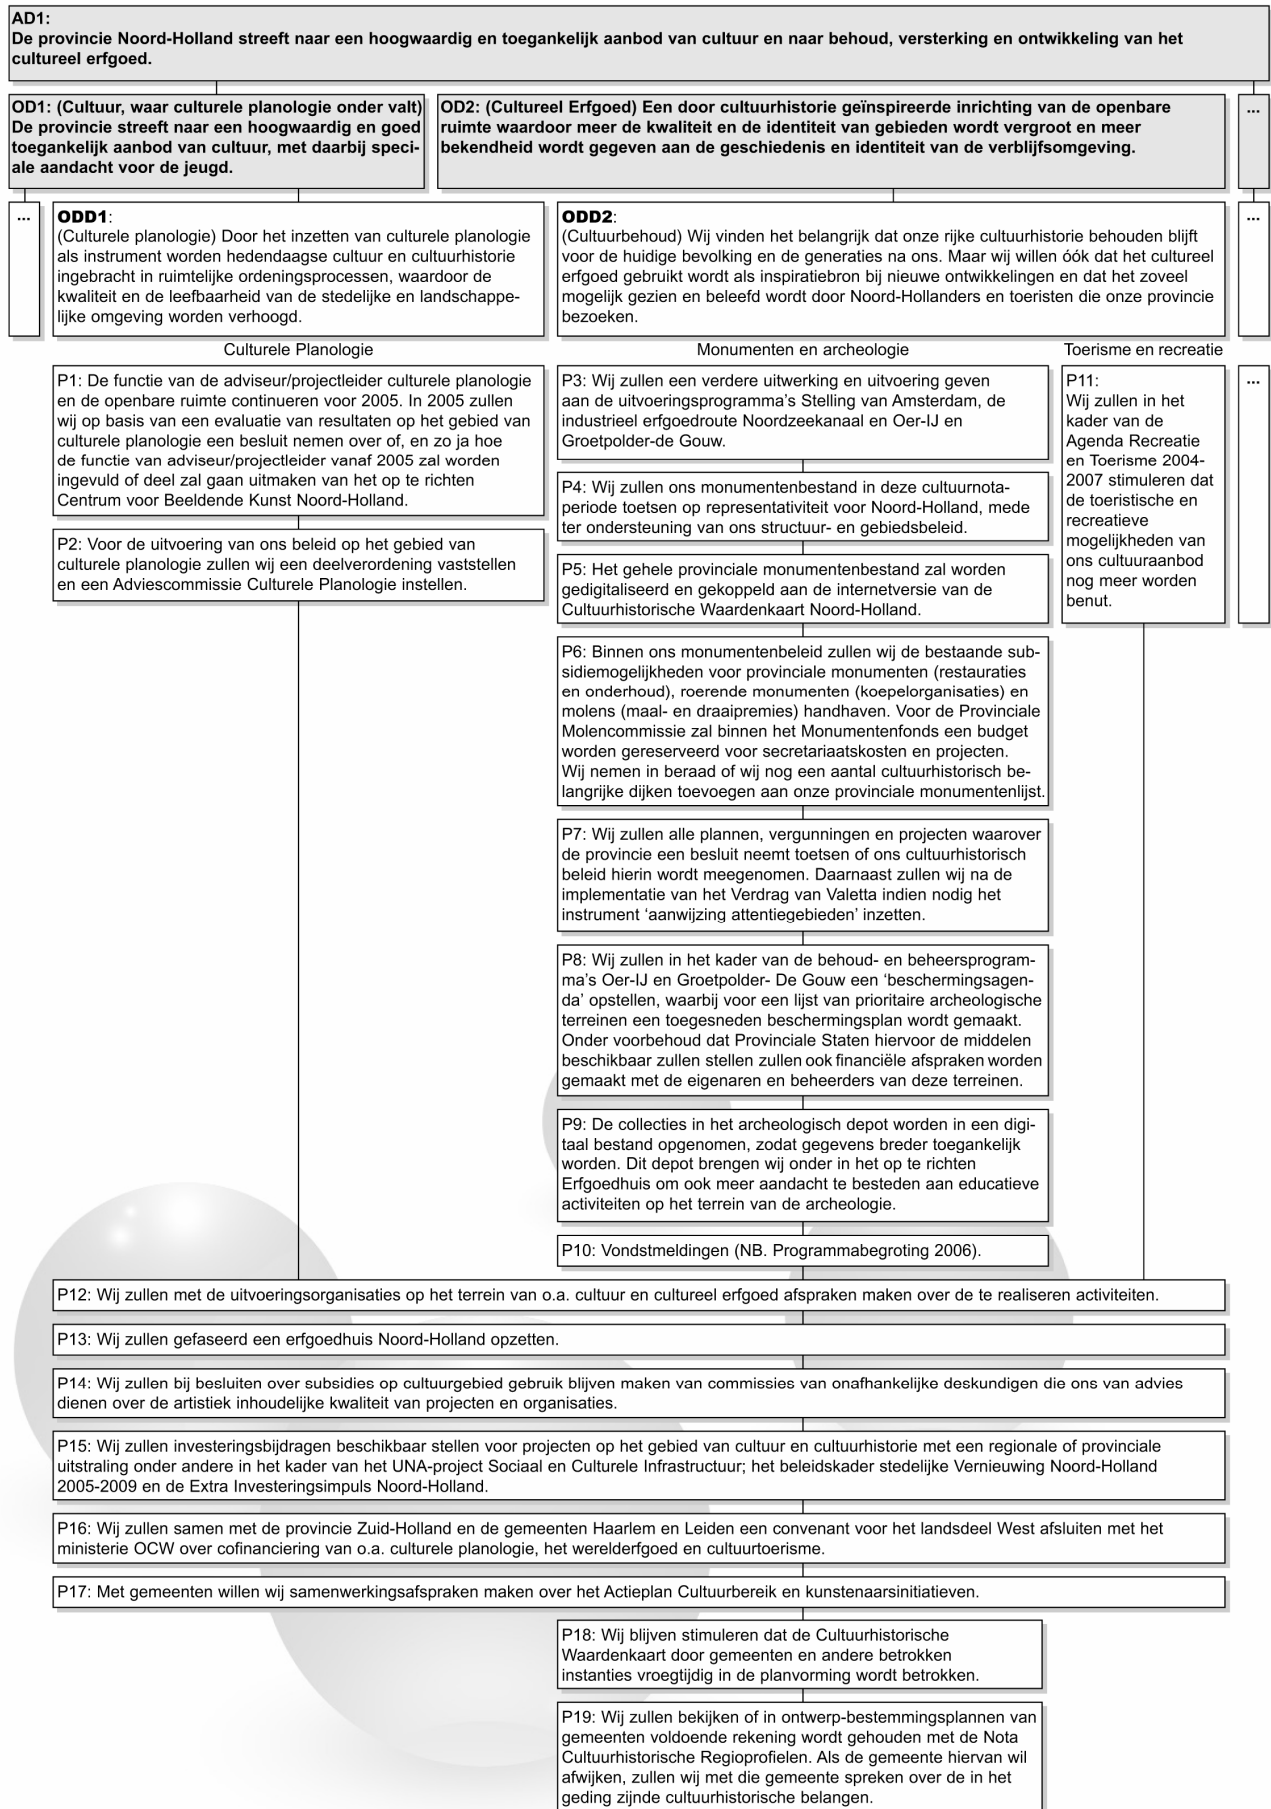 AD1:
De provincie Noord-Holland streeft naar een hoogwaardig en toegankelijk aanbod van cultuur en naar behoud, versterking en ontwikkeling van het
cultureel erfgoed.
OD1: (Cultuur, waar culturele planologie onder valt)
De provincie streeft naar een hoogwaardig en goed
toegankelijk aanbod van cultuur, met daarbij speci-
ale aandacht voor de jeugd.
OD2: (Cultureel Erfgoed) Een door cultuurhistorie geïnspireerde inrichting van de openbare
ruimte waardoor meer de kwaliteit en de identiteit van gebieden wordt vergroot en meer
bekendheid wordt gegeven aan de geschiedenis en identiteit van de verblijfsomgeving.
...
...
ODD1:
(Culturele planologie) Door het inzetten van culturele planologie
als instrument worden hedendaagse cultuur en cultuurhistorie
ingebracht in ruimtelijke ordeningsprocessen, waardoor de
kwaliteit en de leefbaarheid van de stedelijke en landschappe-
lijke omgeving worden verhoogd.
ODD2:
(Cultuurbehoud) Wij vinden het belangrijk dat onze rijke cultuurhistorie behouden blijft
voor de huidige bevolking en de generaties na ons. Maar wij willen óók dat het cultureel
erfgoed gebruikt wordt als inspiratiebron bij nieuwe ontwikkelingen en dat het zoveel
mogelijk gezien en beleefd wordt door Noord-Hollanders en toeristen die onze provincie
bezoeken.
...
Culturele Planologie
Monumenten en archeologie
Toerisme en recreatie
P1: De functie van de adviseur/projectleider culturele planologie
en de openbare ruimte continueren voor 2005. In 2005 zullen
wij op basis van een evaluatie van resultaten op het gebied van
culturele planologie een besluit nemen over of, en zo ja hoe
de functie van adviseur/projectleider vanaf 2005 zal worden
ingevuld of deel zal gaan uitmaken van het op te richten
Centrum voor Beeldende Kunst Noord-Holland.
P2: Voor de uitvoering van ons beleid op het gebied van
culturele planologie zullen wij een deelverordening vaststellen
en een Adviescommissie Culturele Planologie instellen.
P3: Wij zullen een verdere uitwerking en uitvoering geven
aan de uitvoeringsprogramma's Stelling van Amsterdam, de
industrieel erfgoedroute Noordzeekanaal en Oer-IJ en
Groetpolder-de Gouw.
P4: Wij zullen ons monumentenbestand in deze cultuurnota-
periode toetsen op representativiteit voor Noord-Holland, mede
ter ondersteuning van ons structuur- en gebiedsbeleid.
P5: Het gehele provinciale monumentenbestand zal worden
gedigitaliseerd en gekoppeld aan de internetversie van de
Cultuurhistorische Waardenkaart Noord-Holland.
P6: Binnen ons monumentenbeleid zullen wij de bestaande sub-
sidiemogelijkheden voor provinciale monumenten (restauraties
en onderhoud), roerende monumenten (koepelorganisaties) en
molens (maal- en draaipremies) handhaven. Voor de Provinciale
Molencommissie zal binnen het Monumentenfonds een budget
worden gereserveerd voor secretariaatskosten en projecten.
Wij nemen in beraad of wij nog een aantal cultuurhistorisch be-
langrijke dijken toevoegen aan onze provinciale monumentenlijst.
P7: Wij zullen alle plannen, vergunningen en projecten waarover
de provincie een besluit neemt toetsen of ons cultuurhistorisch
beleid hierin wordt meegenomen. Daarnaast zullen wij na de
implementatie van het Verdrag van Valetta indien nodig het
instrument ‘aanwijzing attentiegebieden’ inzetten.
P8: Wij zullen in het kader van de behoud- en beheersprogram-
ma's Oer-IJ en Groetpolder- De Gouw een ‘beschermingsagen-
da’ opstellen, waarbij voor een lijst van prioritaire archeologische
terreinen een toegesneden beschermingsplan wordt gemaakt.
Onder voorbehoud dat Provinciale Staten hiervoor de middelen
beschikbaar zullen stellen zullen ook financiële afspraken worden
gemaakt met de eigenaren en beheerders van deze terreinen.
P9: De collecties in het archeologisch depot worden in een digi-
taal bestand opgenomen, zodat gegevens breder toegankelijk
worden. Dit depot brengen wij onder in het op te richten
Erfgoedhuis om ook meer aandacht te besteden aan educatieve
activiteiten op het terrein van de archeologie.
P10: Vondstmeldingen (NB. Programmabegroting 2006).
P11:
Wij zullen in het
kader van de
Agenda Recreatie
en Toerisme 2004-
2007 stimuleren dat
de toeristische en
recreatieve
mogelijkheden van
ons cultuuraanbod
nog meer worden
benut.
...
P12: Wij zullen met de uitvoeringsorganisaties op het terrein van o.a. cultuur en cultureel erfgoed afspraken maken over de te realiseren activiteiten.
P13: Wij zullen gefaseerd een erfgoedhuis Noord-Holland opzetten.
P14: Wij zullen bij besluiten over subsidies op cultuurgebied gebruik blijven maken van commissies van onafhankelijke deskundigen die ons van advies
dienen over de artistiek inhoudelijke kwaliteit van projecten en organisaties.
P15: Wij zullen investeringsbijdragen beschikbaar stellen voor projecten op het gebied van cultuur en cultuurhistorie met een regionale of provinciale
uitstraling onder andere in het kader van het UNA-project Sociaal en Culturele Infrastructuur; het beleidskader stedelijke Vernieuwing Noord-Holland
2005-2009 en de Extra Investeringsimpuls Noord-Holland.
P16: Wij zullen samen met de provincie Zuid-Holland en de gemeenten Haarlem en Leiden een convenant voor het landsdeel West afsluiten met het
ministerie OCW over cofinanciering van o.a. culturele planologie, het werelderfgoed en cultuurtoerisme.
P17: Met gemeenten willen wij samenwerkingsafspraken maken over het Actieplan Cultuurbereik en kunstenaarsinitiatieven.
P18: Wij blijven stimuleren dat de Cultuurhistorische
Waardenkaart door gemeenten en andere betrokken
instanties vroegtijdig in de planvorming wordt betrokken.
P19: Wij zullen bekijken of in ontwerp-bestemmingsplannen van
gemeenten voldoende rekening wordt gehouden met de Nota
Cultuurhistorische Regioprofielen. Als de gemeente hiervan wil
afwijken, zullen wij met die gemeente spreken over de in het
geding zijnde cultuurhistorische belangen.